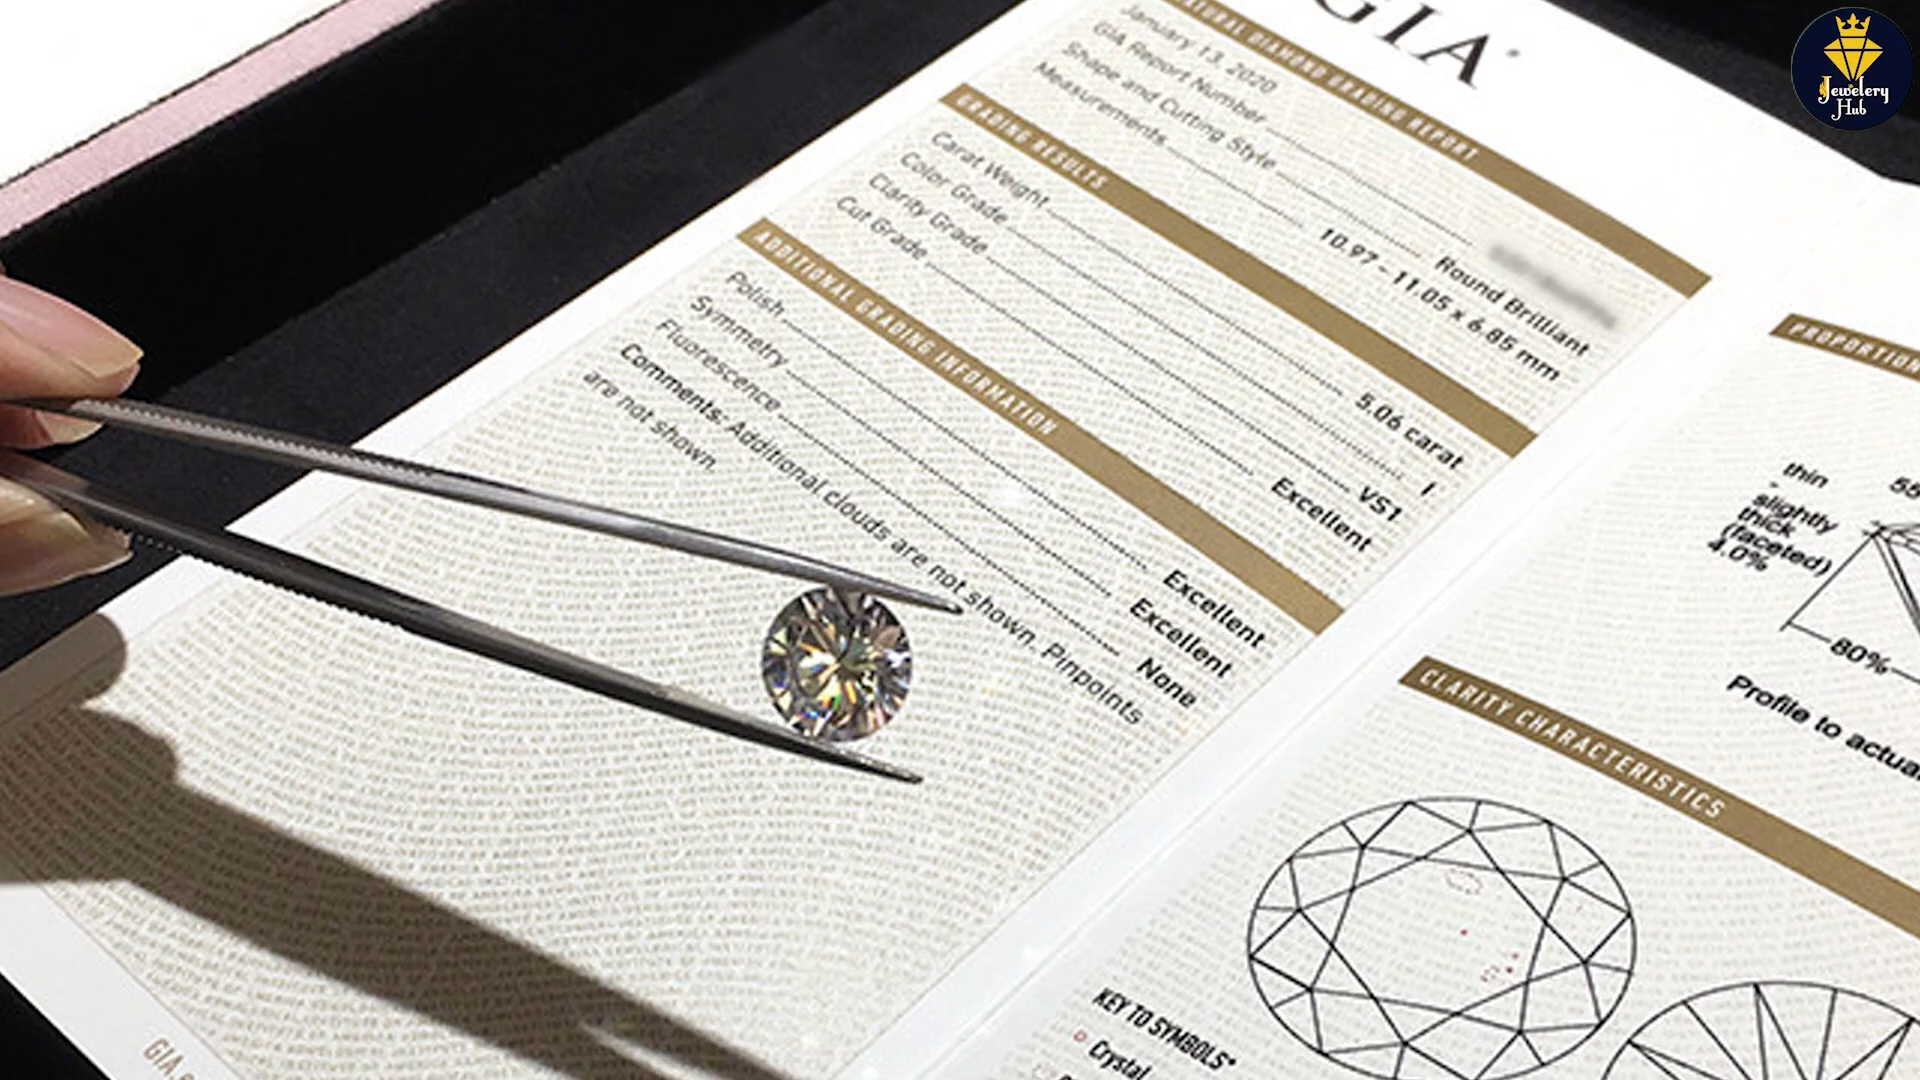 GIA
NATURAL DIAMOND GRADING REPORT
January 13, 2020
GIA Report Number
Shape and Cutting Style Round Brilliant
Measurements 10.97 - 11.05 x 6.85 mm
GRADING RESULTS
Carat Weight 5.06 carat
Color Grade I
Clarity Grade VS1
Cut Grade Excellent
ADDITIONAL GRADING INFORMATION
Polish Excellent
Symmetry Excellent
Fluorescence None
Comments: Additional clouds are not shown. Pinpoints
are not shown.
GIA
PROPORTION
thin
-
slightly
thick
(faceted)
4.0%
55
80%
Profile to actua
CLARITY CHARACTERISTICS
KEY TO SYMBOLS*
Crystal
Jewelery
Hub